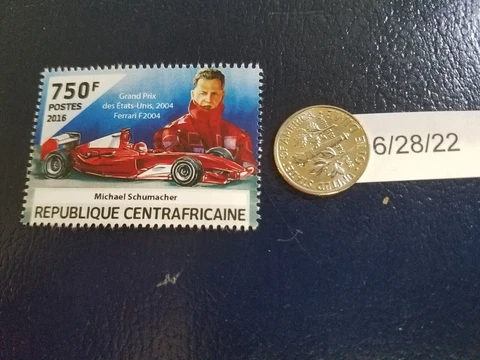 750F
POSTES
2016
Grand Prix
des États-Unis, 2004
Ferrari F2004
Michael Schumacher
REPUBLIQUE CENTRAFRICAINE
6/28/22